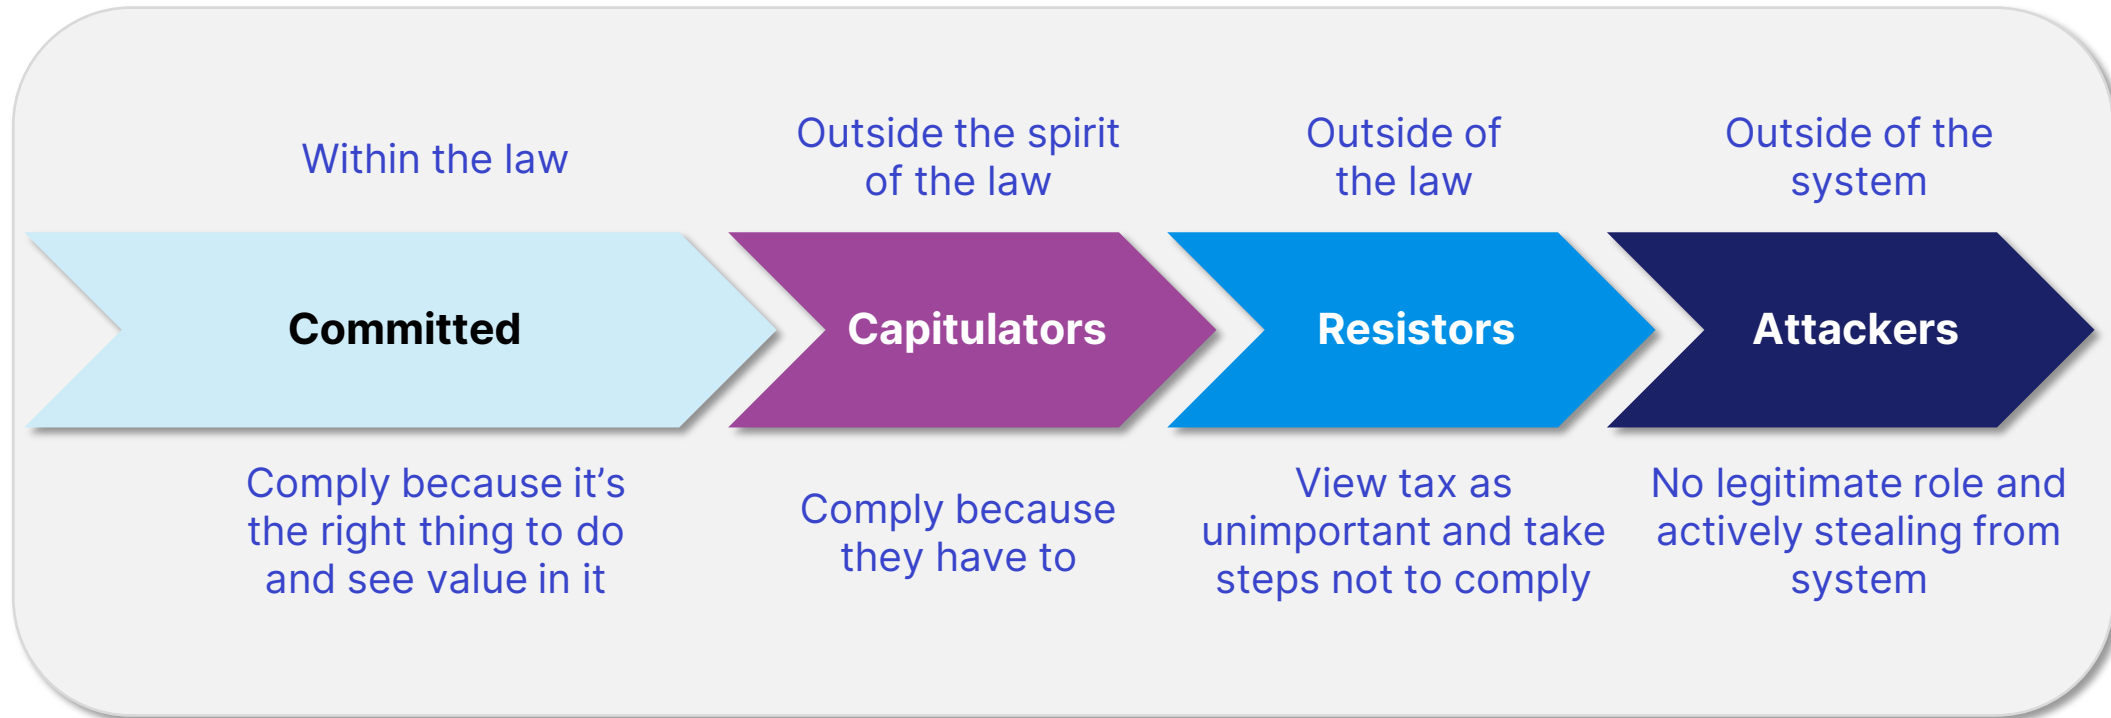 Within the law
Outside the spirit
of the law
Outside of
the law
Outside of the
system
Committed
Capitulators
Resistors
Attackers
Comply because it’s
the right thing to do
and see value in it
Comply because
they have to
View tax as
unimportant and take
steps not to comply
No legitimate role and
actively stealing from
system